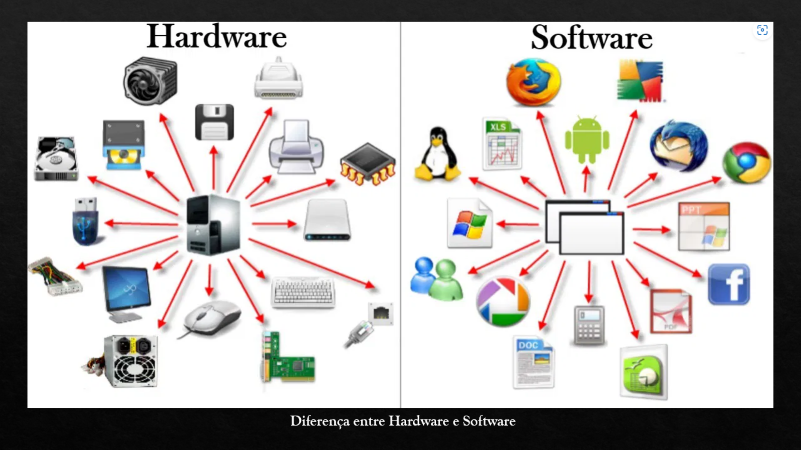 Hardware
Software
XLS
PPT
PDF
DOC
Diferença entre Hardware e Software